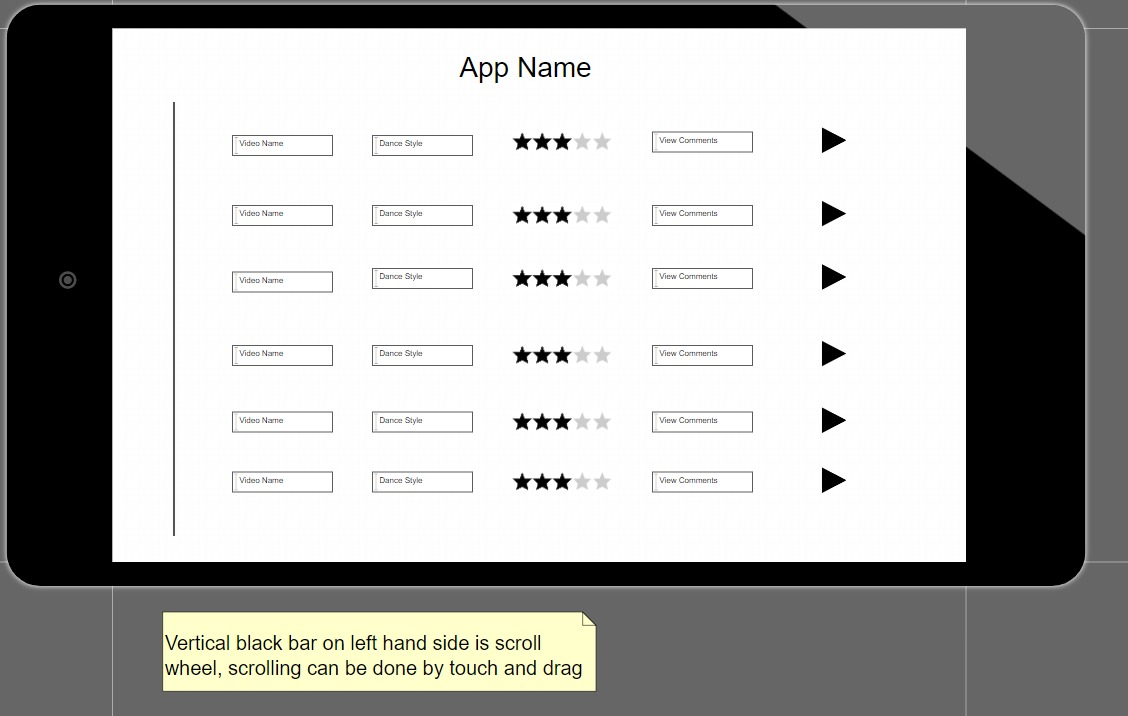 App Name
Video Name Dance Style View Comments
Video Name Dance Style View Comments
Video Name Dance Style View Comments
Video Name Dance Style View Comments
Video Name Dance Style View Comments
Video Name Dance Style View Comments
Vertical black bar on left hand side is scroll
wheel, scrolling can be done by touch and drag